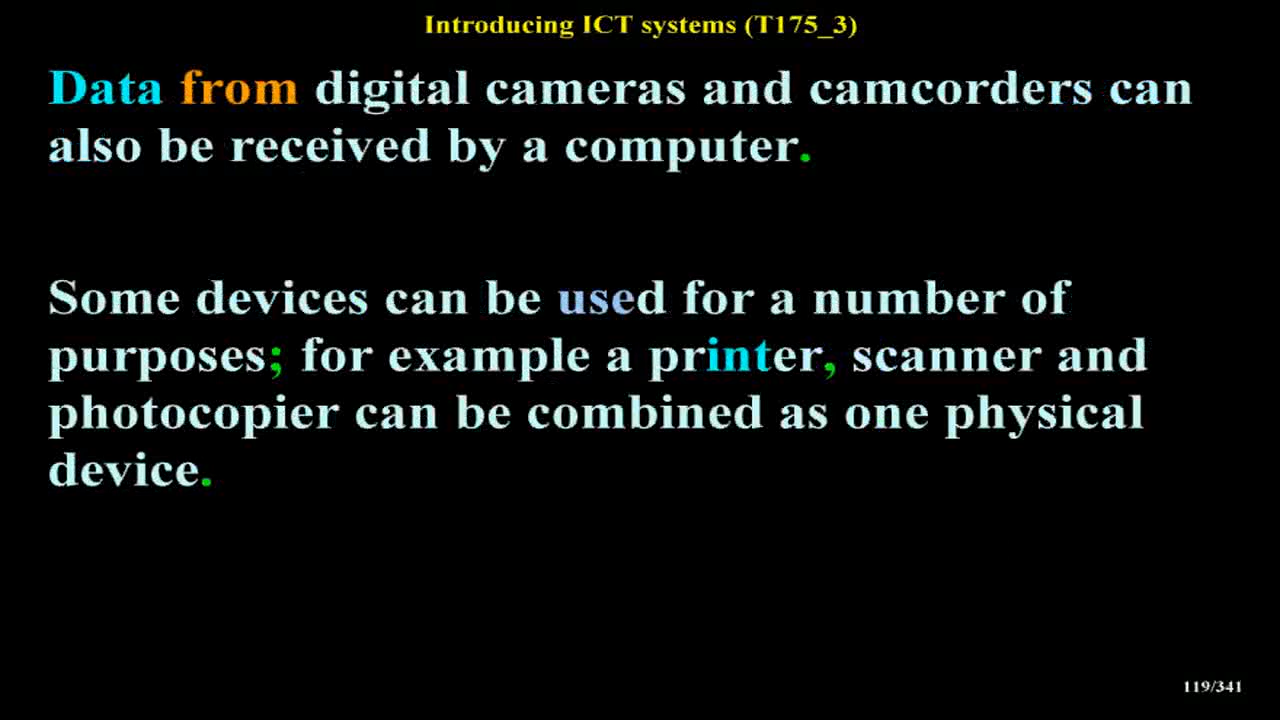 Introducing ICT systems (T175_3)
Data from digital cameras and camcorders can
also be received by a computer.
Some devices can be used for a number of
purposes; for example a printer, scanner and
photocopier can be combined as one physical
device.
119/341